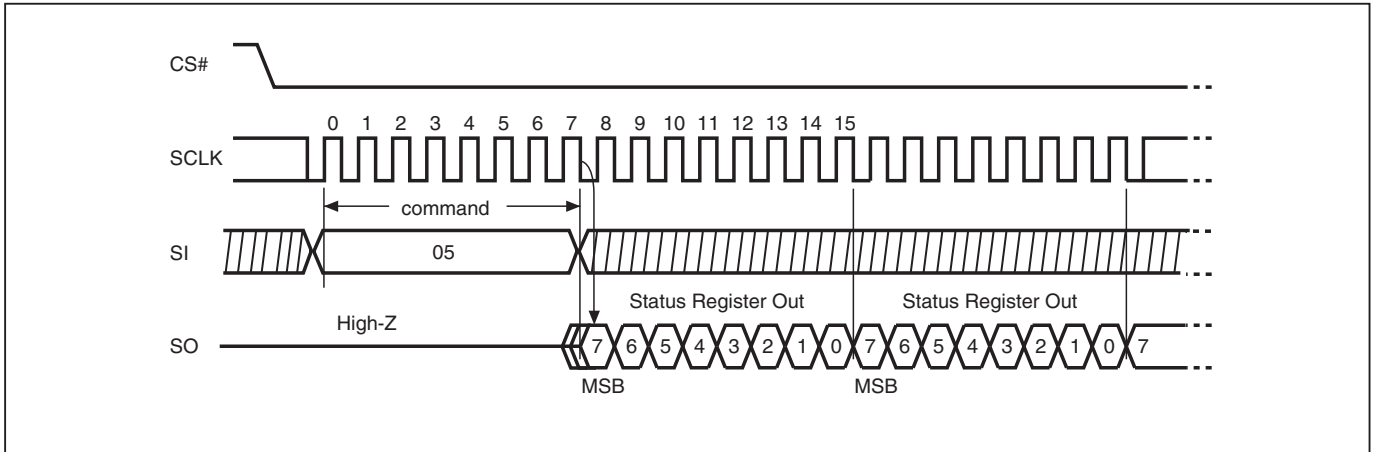 CS#
0 1 2 3 4 5 6 7 8 9 10 11 12 13 14 15
SCLK
command
SI
05
Status Register Out Status Register Out
High-Z
SO
7 6 5 4 3 2 1 0 7 6 5 4 3 2 1 0 7
MSB MSB